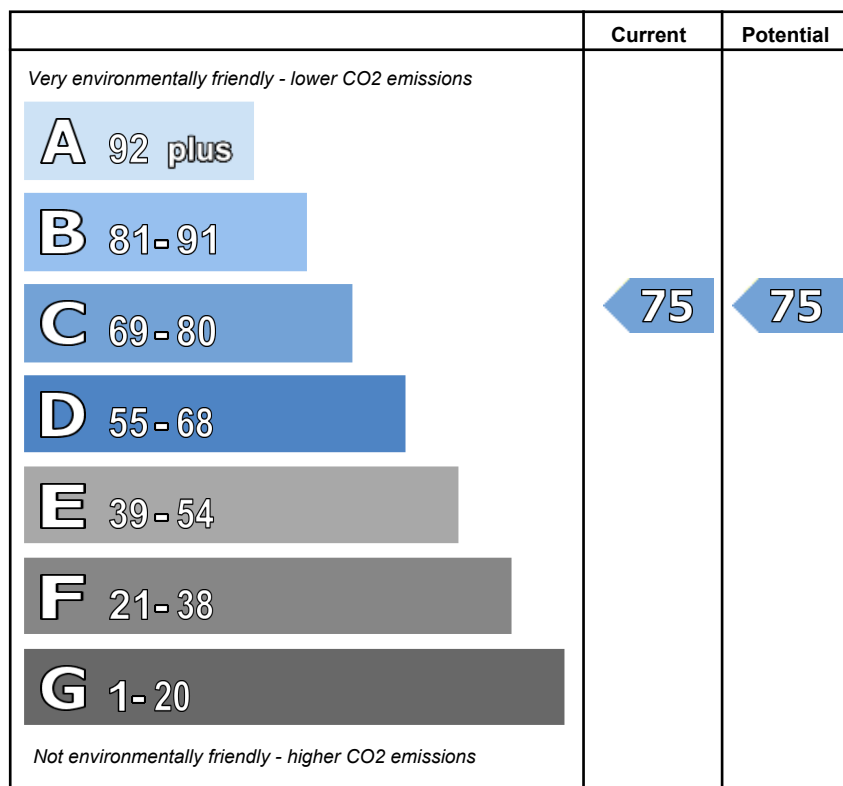 Current Potential
Very environmentally friendly - lower CO2 emissions
A 92 plus
B 81-91
C 69-80
75 75
D 55-68
E 39-54
F 21-38
G 1-20
Not environmentally friendly - higher CO2 emissions